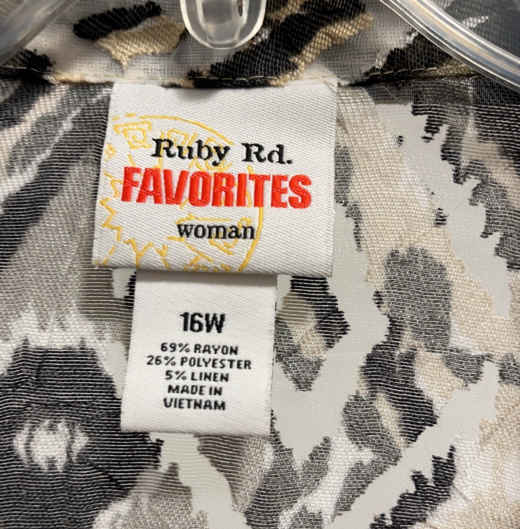 Ruby Rd.
FAVORITES
woman
16W
69% RAYON
26% POLYESTER
5% LINEN
MADE IN
VIETNAM